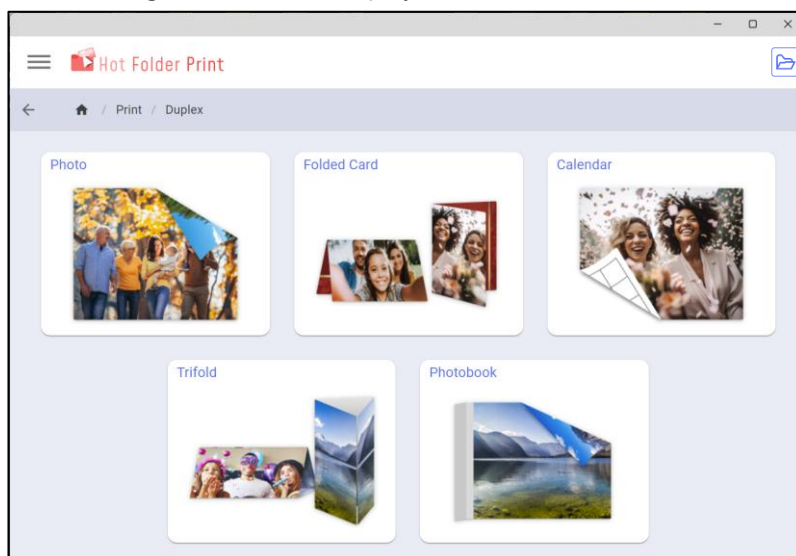 Hot Folder Print
/ Print / Duplex
Photo
Folded Card
Calendar
Trifold
Photobook